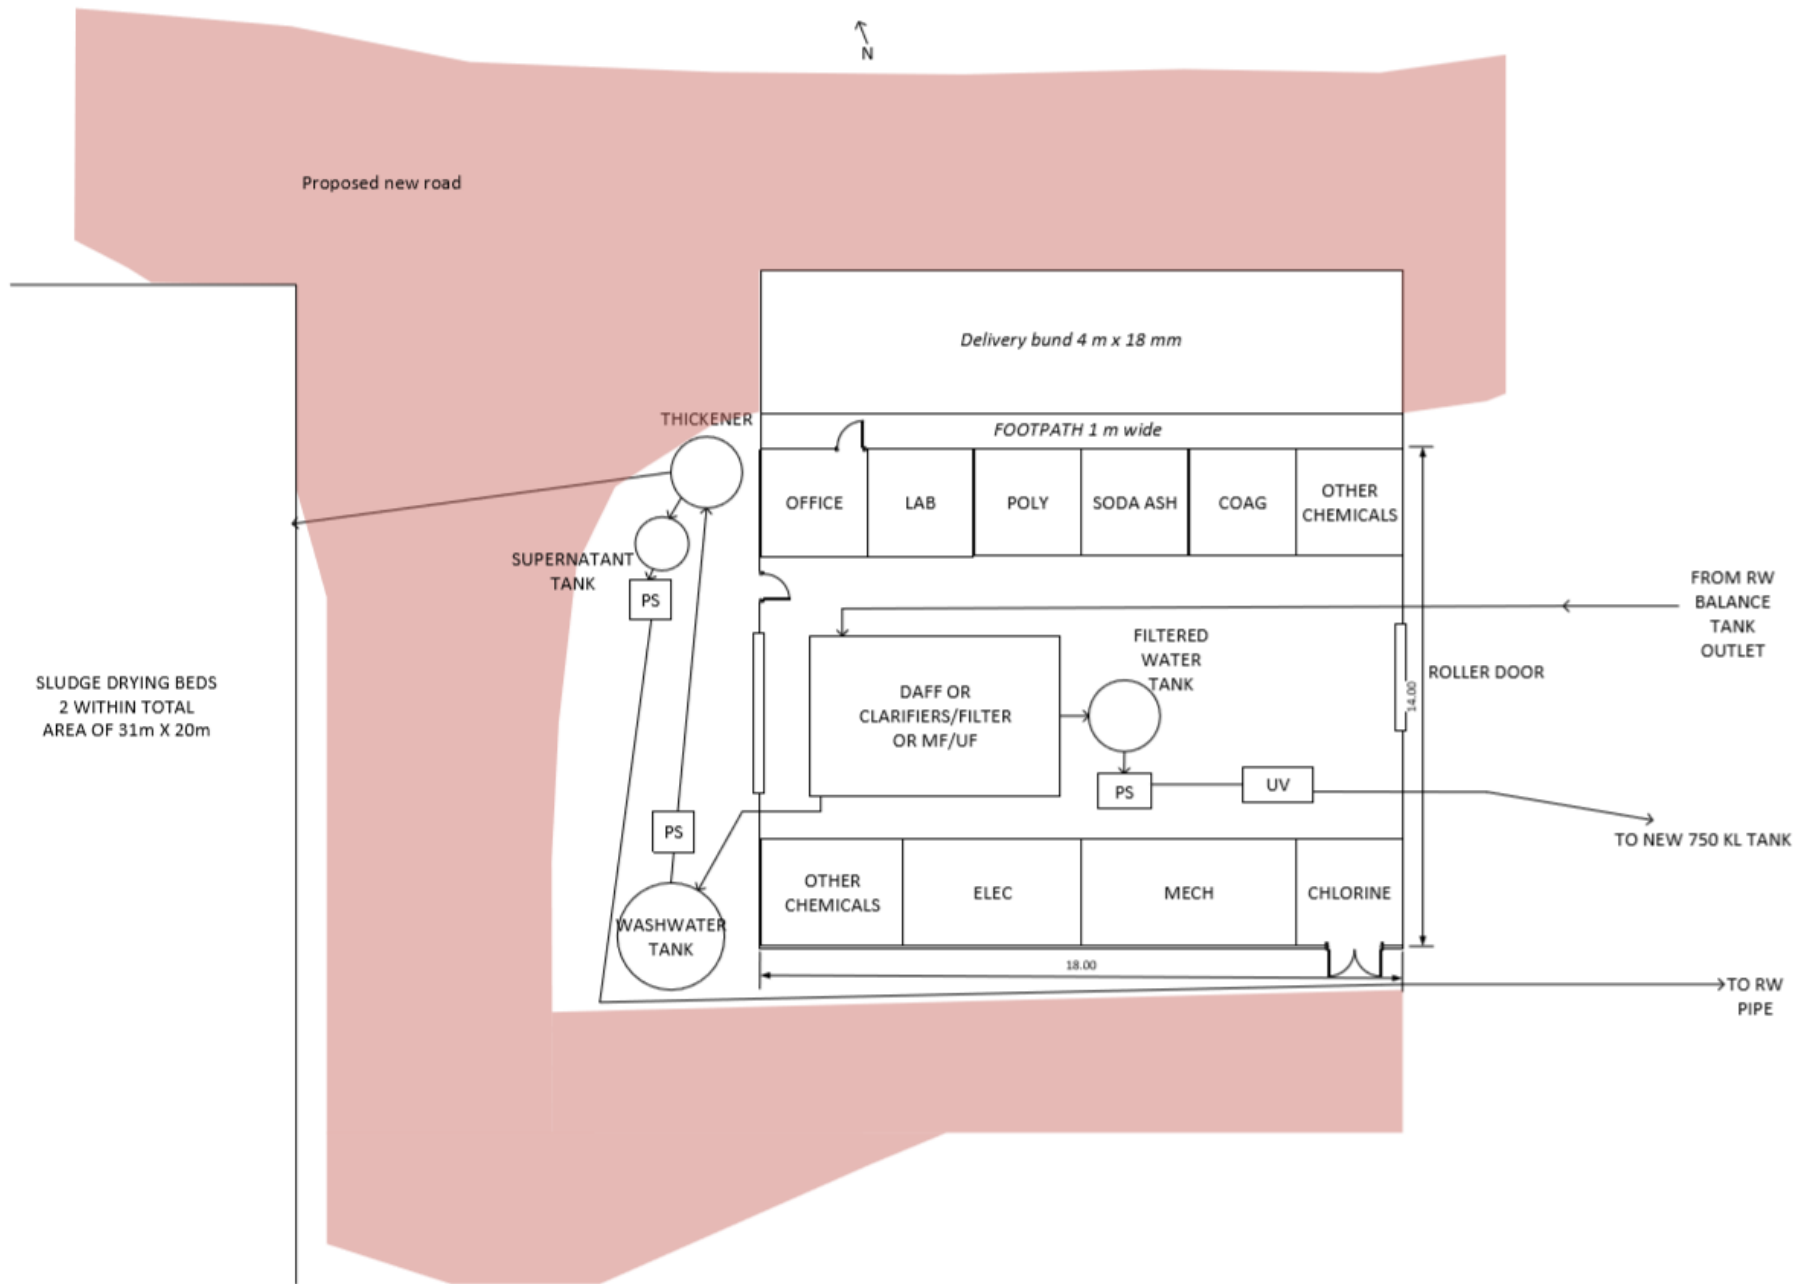 N
Proposed new road
Delivery bund 4 m x 18 mm
THICKENER
FOOTPATH 1 m wide
OFFICE
LAB
POLY
SODA ASH
COAG
OTHER
CHEMICALS
SUPERNATANT
TANK
PS
FROM RW
BALANCE
TANK
OUTLET
FILTERED
WATER
TANK
ROLLER DOOR
14.00
SLUDGE DRYING BEDS
2 WITHIN TOTAL
AREA OF 31m X 20m
DAFF OR
CLARIFIERS/FILTER
OR MF/UF
PS
UV
TO NEW 750 KL TANK
PS
OTHER
CHEMICALS
ELEC
MECH
CHLORINE
WASHWATER
TANK
18.00
TO RW
PIPE